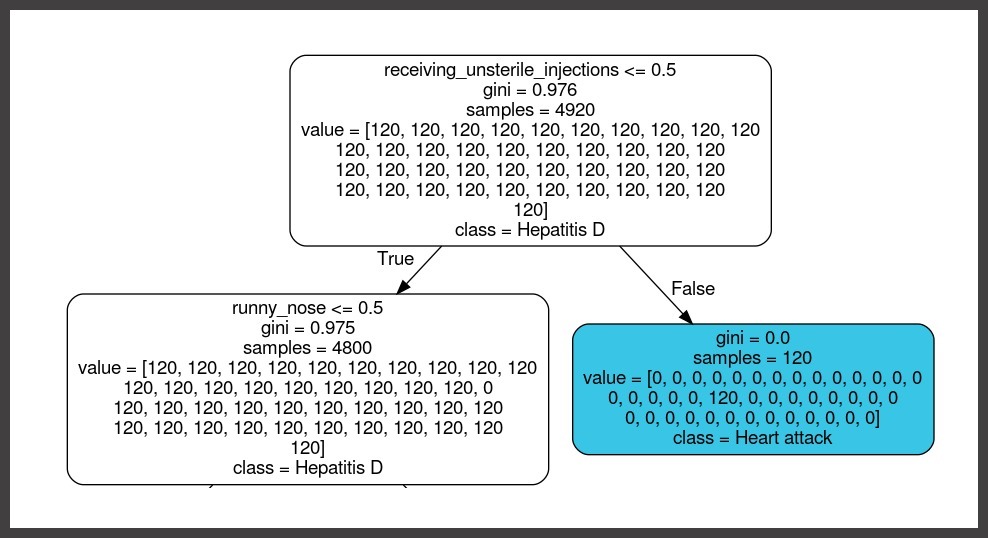 receiving_unsterile_injections <= 0.5
gini = 0.976
samples = 4920
value = [120, 120, 120, 120, 120, 120, 120, 120, 120, 120
120, 120, 120, 120, 120, 120, 120, 120, 120, 120
120, 120, 120, 120, 120, 120, 120, 120, 120, 120
120, 120, 120, 120, 120, 120, 120, 120, 120, 120
120]
class = Hepatitis D
True
False
runny_nose <= 0.5
gini = 0.975
samples = 4800
value = [120, 120, 120, 120, 120, 120, 120, 120, 120, 120
120, 120, 120, 120, 120, 120, 120, 120, 120, 0
120, 120, 120, 120, 120, 120, 120, 120, 120, 120
120, 120, 120, 120, 120, 120, 120, 120, 120, 120
120]
class = Hepatitis D
gini = 0.0
samples = 120
value = [0, 0, 0, 0, 0, 0, 0, 0, 0, 0, 0, 0, 0, 0
0, 0, 0, 0, 0, 120, 0, 0, 0, 0, 0, 0, 0, 0
0, 0, 0, 0, 0, 0, 0, 0, 0, 0, 0, 0, 0]
class = Heart attack